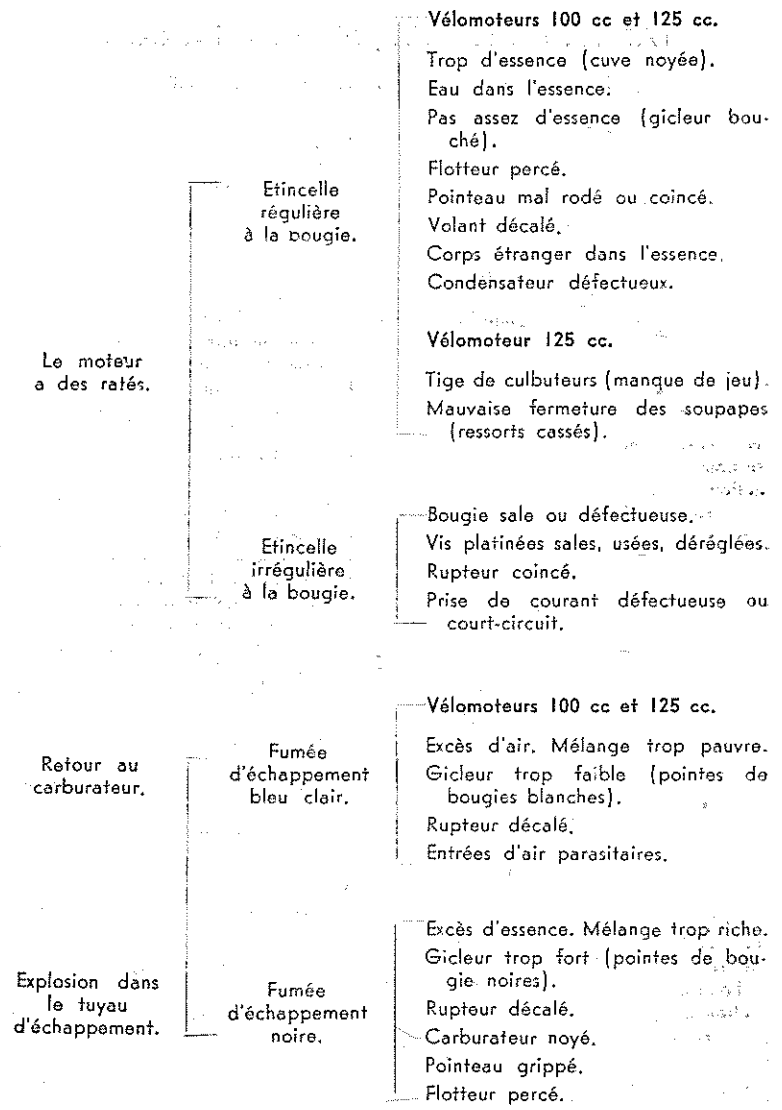 Vélomoteurs 100 cc et 125 cc.
Trop d'essence (cuve noyée).
Eau dans l'essence.
Pas assez d'essence (gicleur bou-
ché).
Flotteur percé.
Pointeau mal rodé ou coincé.
Volant décalé.
Corps étranger dans l'essence.
Condensateur défectueux.
Etincelle
régulière
à la bougie.
Vélomoteur 125 cc.
Tige de culbuteurs (manque de jeu).
Mauvaise fermeture des soupapes
(ressorts cassés).
Le moteur
a des ratés.
Etincelle
irrégulière
à la bougie.
Bougie sale ou défectueuse.
Vis platinées sales, usées, déréglées.
Rupteur coincé.
Prise de courant défectueuse ou
court-circuit.
Retour au
carburateur.
Fumée
d'échappement
bleu clair.
Vélomoteurs 100 cc et 125 cc.
Excès d'air. Mélange trop pauvre.
Gicleur trop faible (pointes de
bougies blanches).
Rupteur décalé.
Entrées d'air parasitaires.
Explosion dans
le tuyau
d'échappement.
Fumée
d'échappement
noire.
Excès d'essence. Mélange trop riche.
Gicleur trop fort (pointes de bou-
gie noires).
Rupteur décalé.
Carburateur noyé.
Pointeau grippé.
Flotteur percé.